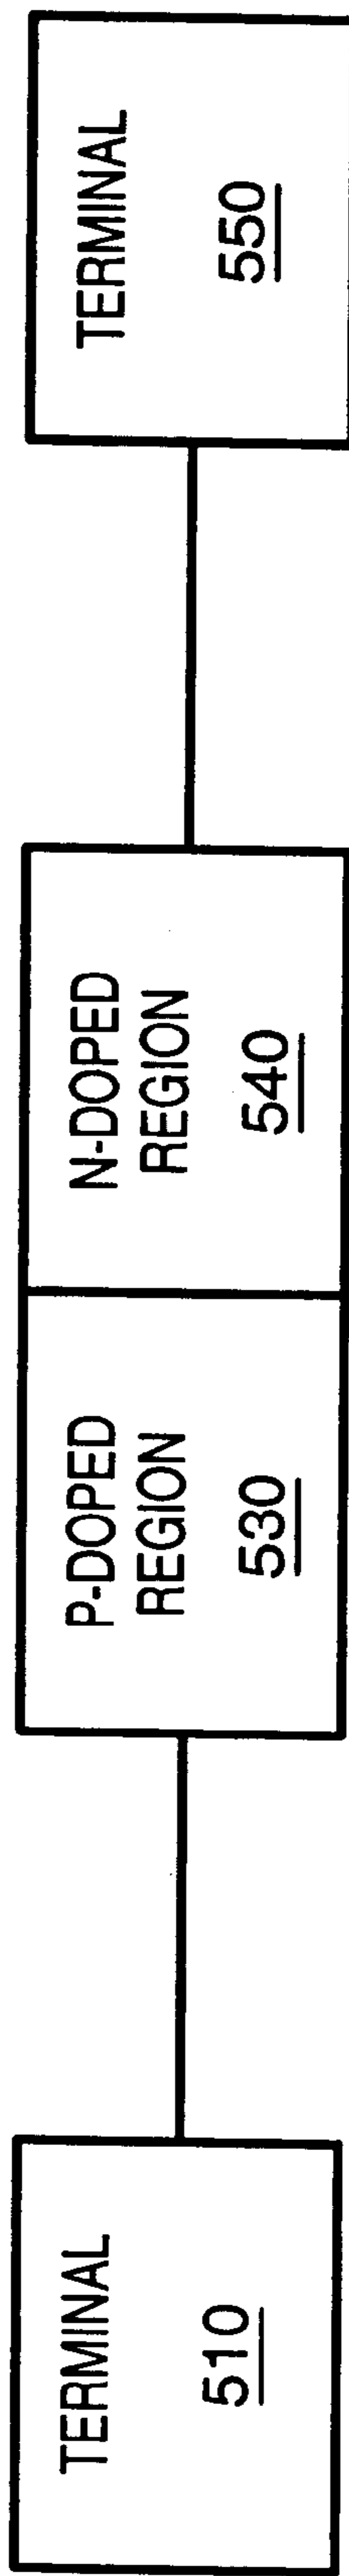 TERMINAL
510
P-DOPED
REGION
530
N-DOPED
REGION
540
TERMINAL
550